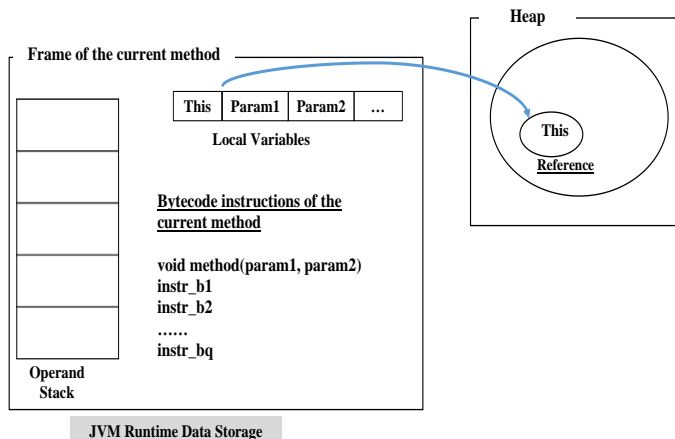 Heap
Frame of the current method
This Param1 Param2 ...
Local Variables
This
Reference
Bytecode instructions of the
current method
void method(param1, param2)
instr_b1
instr_b2
......
instr_bq
Operand
Stack
JVM Runtime Data Storage